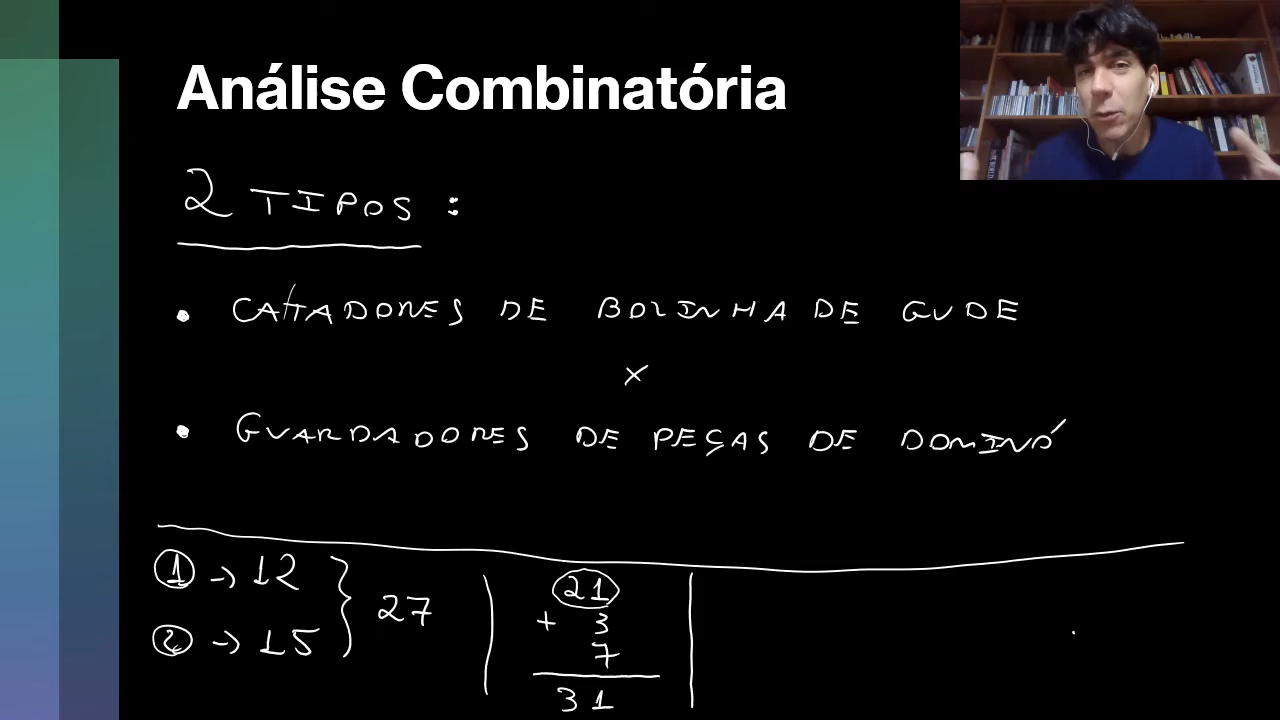 Análise Combinatória
2 TIPOS :
• CATADORES DE BOLINHA DE GUDE
×
• GUARDADORES DE PEÇAS DE DOMINÓ
① → 12
② → 15
} 27
21
+ 3
7
31